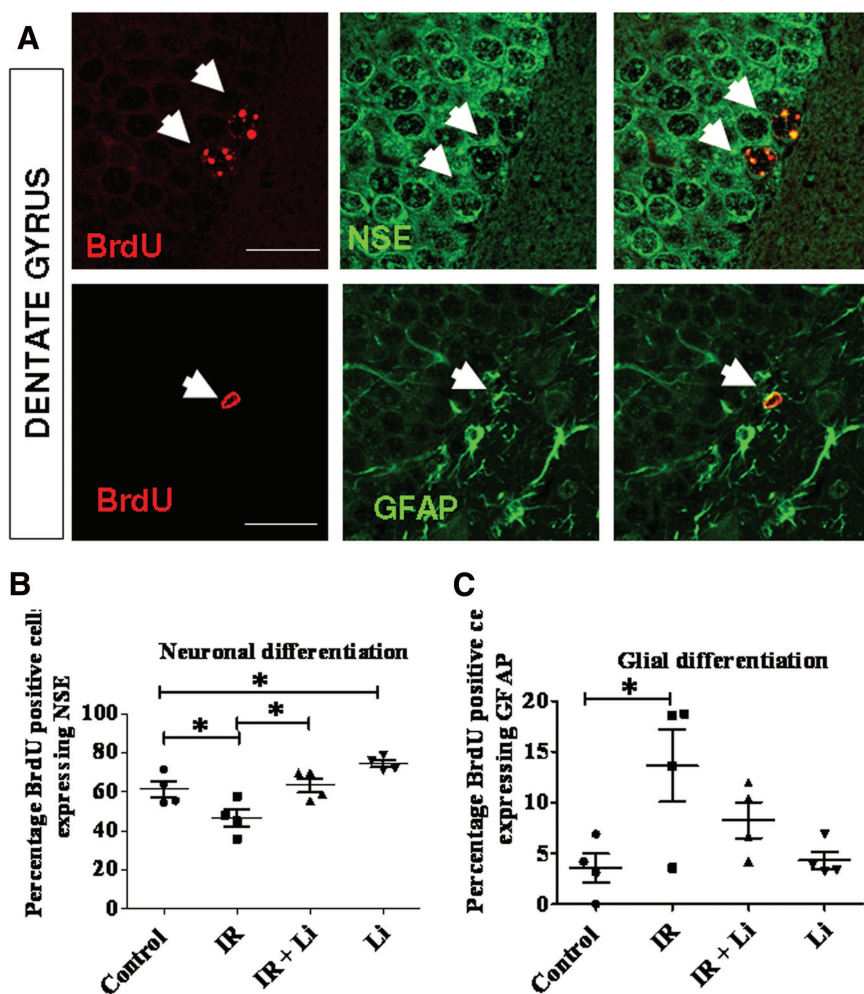 A
DENTATE GYRUS
BrdU
NSE
BrdU
GFAP
B
Percentage BrdU positive cell
expressing NSE
Neuronal differentiation
*
*
*
100
80
60
40
20
0
Control
IR
IR + Li
Li
C
Percentage BrdU positive ce
expressing GFAP
Glial differentiation
*
20
15
10
5
0
Control
IR
IR + Li
Li